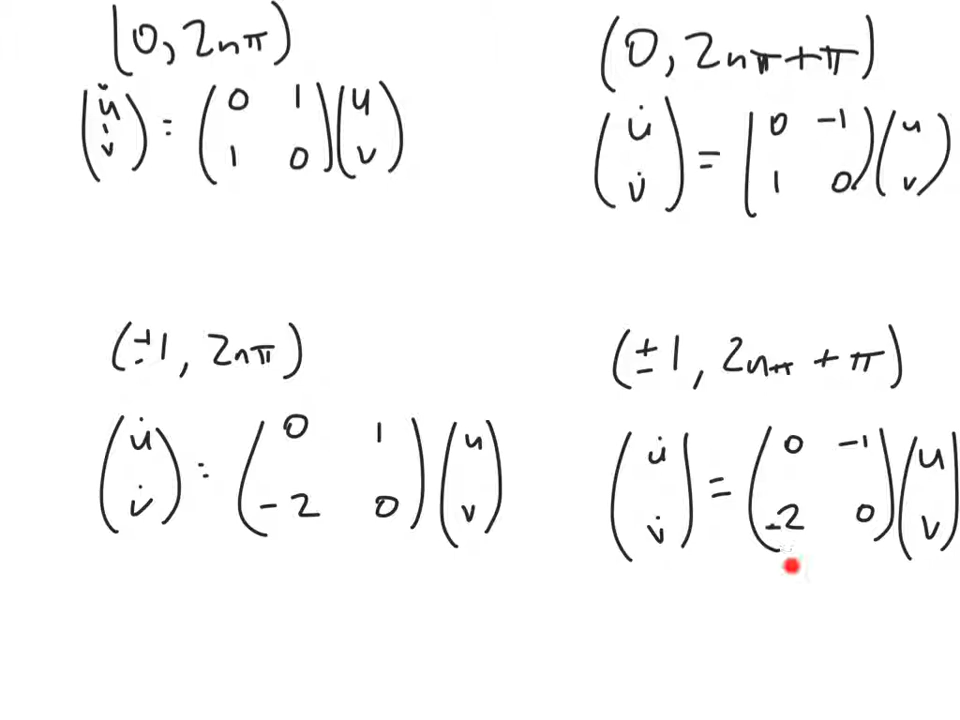 (0, 2nπ)
(u̇ v̇) = (0 1 1 0)(u v)
(0, 2nπ+π)
(u̇ v̇) = (0 -1 1 0)(u v)
(±1, 2nπ)
(u̇ v̇) = (0 1 -2 0)(u v)
(±1, 2nπ + π)
(u̇ v̇) = (0 -1 -2 0)(u v)